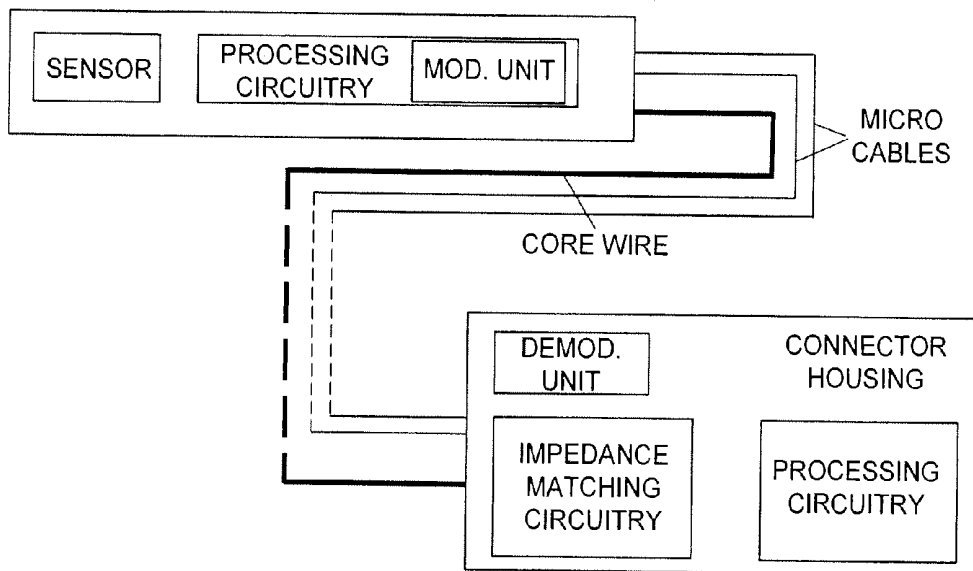 SENSOR
PROCESSING
CIRCUITRY
MOD. UNIT
MICRO
CABLES
CORE WIRE
DEMOD.
UNIT
CONNECTOR
HOUSING
IMPEDANCE
MATCHING
CIRCUITRY
PROCESSING
CIRCUITRY